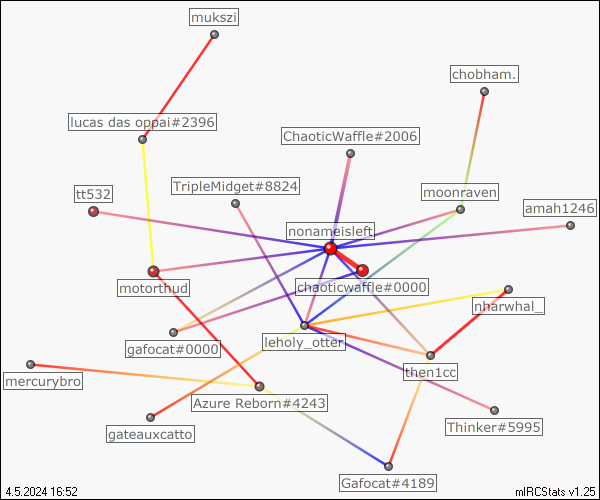 mukszi
chobham.
lucas das oppai#2396
ChaoticWaffle#2006
TripleMidget#8824
tt532
moonraven
amah1246
nonameisleft
motorthud
chaoticwaffle#0000
nharwhal_
gafocat#0000
leholy_otter
then1cc
mercurybro
Azure Reborn#4243
gateauxcatto
Thinker#5995
Gafocat#4189
4.5.2024 16:52
mIRCStats v1.25